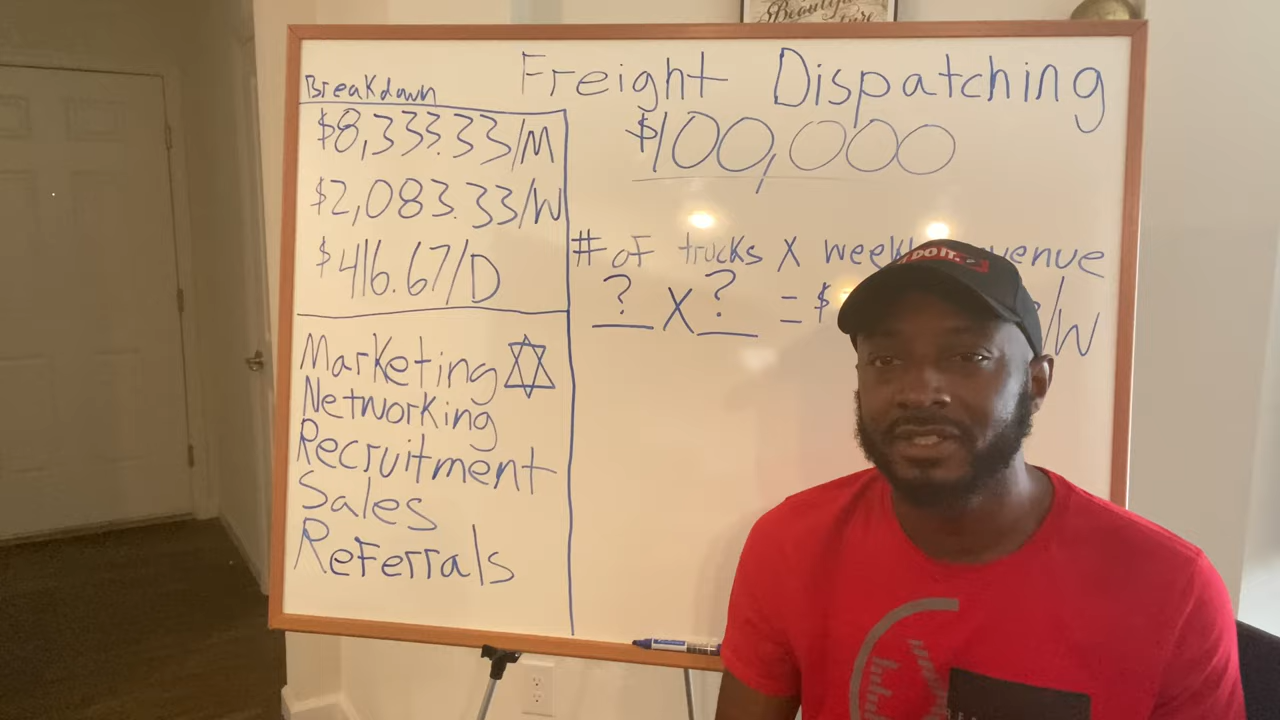 Beautiful
Freight Dispatching
$100,000
Breakdown
$8,333.33/M
$2,083.33/W
$416.67/D
Marketing
Networking
Recruitment
Sales
Referrals
# of trucks X
? X ? = $ /W
DO IT.